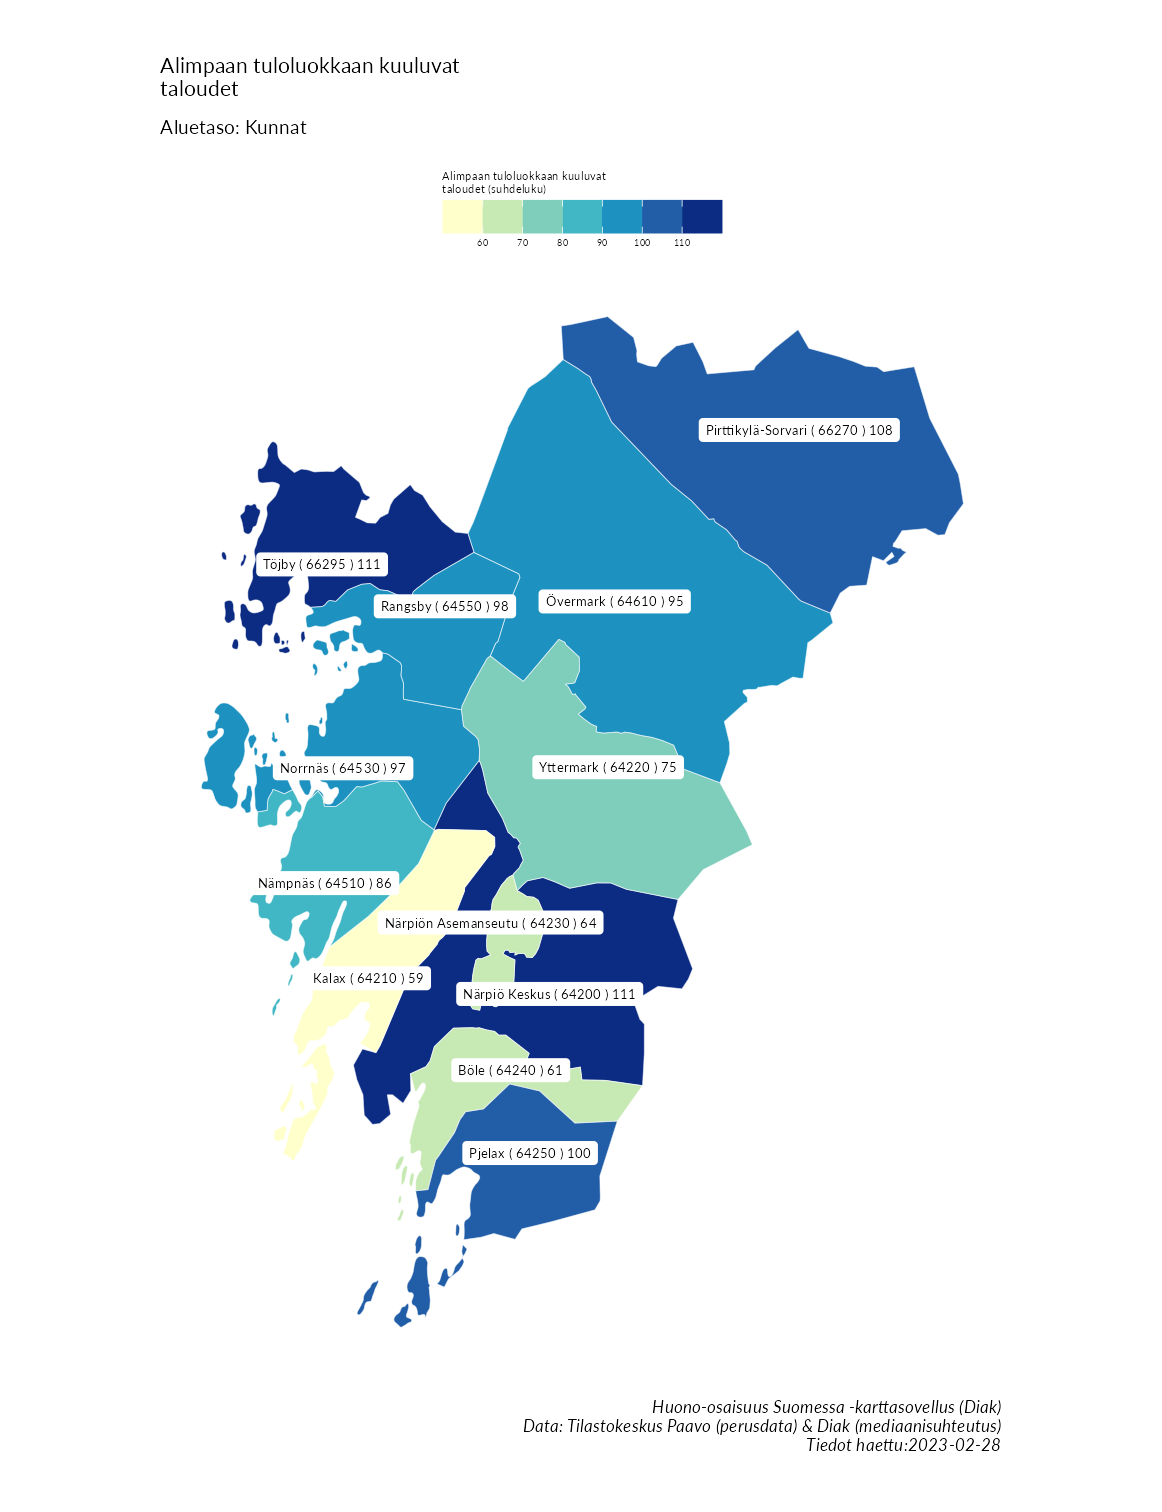 Alimpaan tuloluokkaan kuuluvat
taloudet
Aluetaso: Kunnat
Alimpaan tuloluokkaan kuuluvat
taloudet (suhdeluku)
60 70 80 90 100 110
Pirttikylä-Sorvari ( 66270 ) 108
Töjby ( 66295 ) 111
Övermark ( 64610 ) 95
Rangsby ( 64550 ) 98
Yttermark ( 64220 ) 75
Norrnäs ( 64530 ) 97
Nämpnäs ( 64510 ) 86
Närpiön Asemanseutu ( 64230 ) 64
Kalax ( 64210 ) 59
Närpiö Keskus ( 64200 ) 111
Böle ( 64240 ) 61
Pjelax ( 64250 ) 100
Huono-osaisuus Suomessa -karttasovellus (Diak)
Data: Tilastokeskus Paavo (perusdata) & Diak (mediaanisuhteutus)
Tiedot haettu:2023-02-28